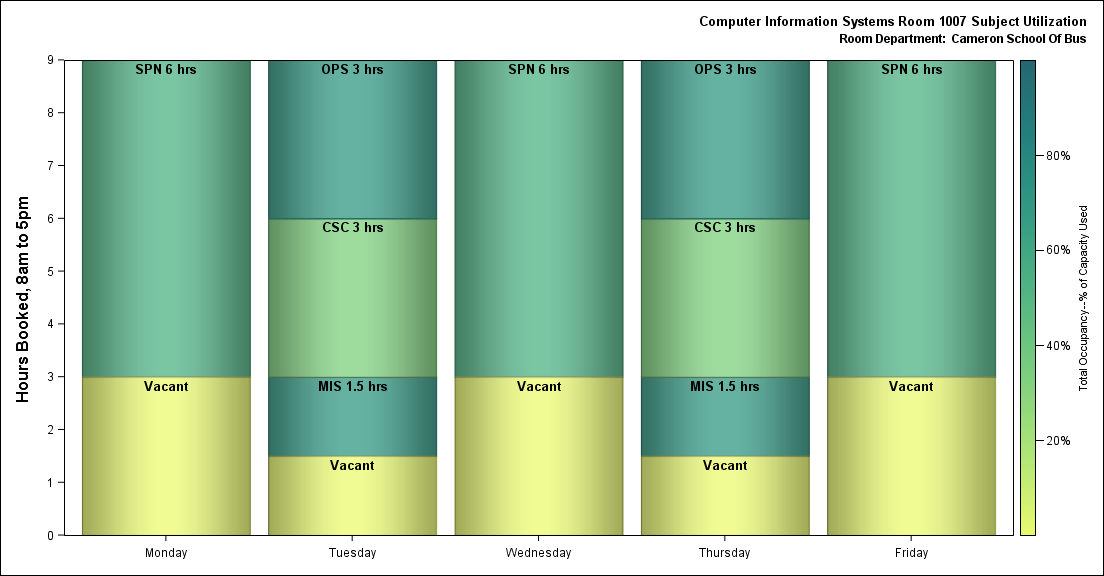 Computer Information Systems Room 1007 Subject Utilization
Room Department: Cameron School Of Bus
Hours Booked, 8am to 5pm
9
8
7
6
5
4
3
2
1
0
SPN 6 hrs
Vacant
OPS 3 hrs
CSC 3 hrs
MIS 1.5 hrs
Vacant
SPN 6 hrs
Vacant
OPS 3 hrs
CSC 3 hrs
MIS 1.5 hrs
Vacant
SPN 6 hrs
Vacant
Monday
Tuesday
Wednesday
Thursday
Friday
80%
60%
40%
20%
Total Occupancy--% of Capacity Used